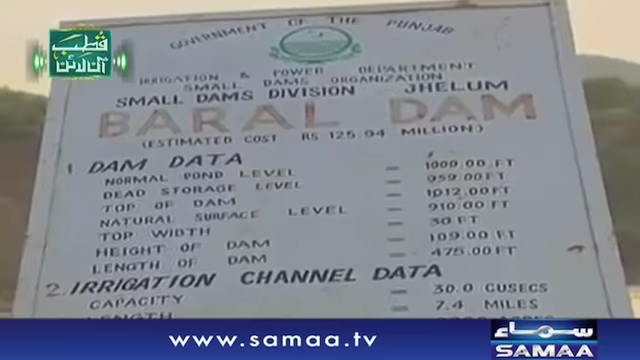 قطب
آن لائن
GOVERNMENT OF THE PUNJAB
IRRIGATION & POWER DEPARTMENT
SMALL DAMS ORGANIZATION
SMALL DAMS DIVISION JHELUM
BARAL DAM
(ESTIMATED COST RS 125.94 MILLION)
1. DAM DATA
NORMAL POND LEVEL – 1000.00 FT
DEAD STORAGE LEVEL – 959.00 FT
TOP OF DAM – 1012.00 FT
NATURAL SURFACE LEVEL – 910.00 FT
TOP WIDTH – 30 FT
HEIGHT OF DAM – 109.00 FT
LENGTH OF DAM – 475.00 FT
2. IRRIGATION CHANNEL DATA
CAPACITY – 30.0 CUSECS
LENGTH – 7.4 MILES
www.samaa.tv
سماء
SAMAA